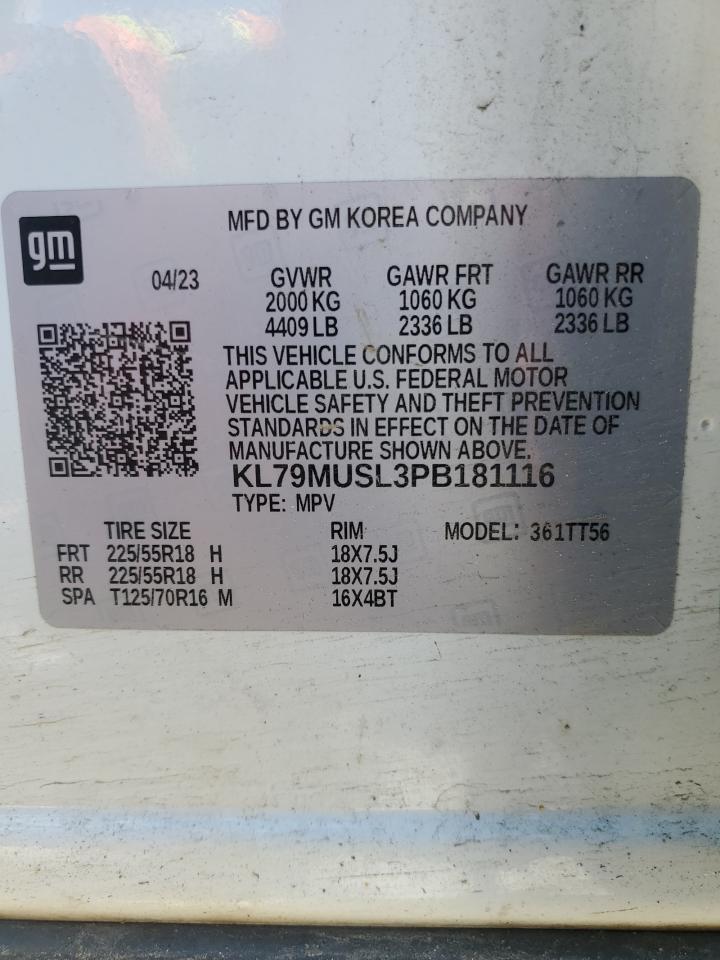 gm
MFD BY GM KOREA COMPANY
04/23 GVWR GAWR FRT GAWR RR
2000 KG 1060 KG 1060 KG
4409 LB 2336 LB 2336 LB
THIS VEHICLE CONFORMS TO ALL
APPLICABLE U.S. FEDERAL MOTOR
VEHICLE SAFETY AND THEFT PREVENTION
STANDARDS IN EFFECT ON THE DATE OF
MANUFACTURE SHOWN ABOVE.
KL79MUSL3PB181116
TYPE: MPV
TIRE SIZE RIM MODEL: 361TT56
FRT 225/55R18 H 18X7.5J
RR 225/55R18 H 18X7.5J
SPA T125/70R16 M 16X4BT